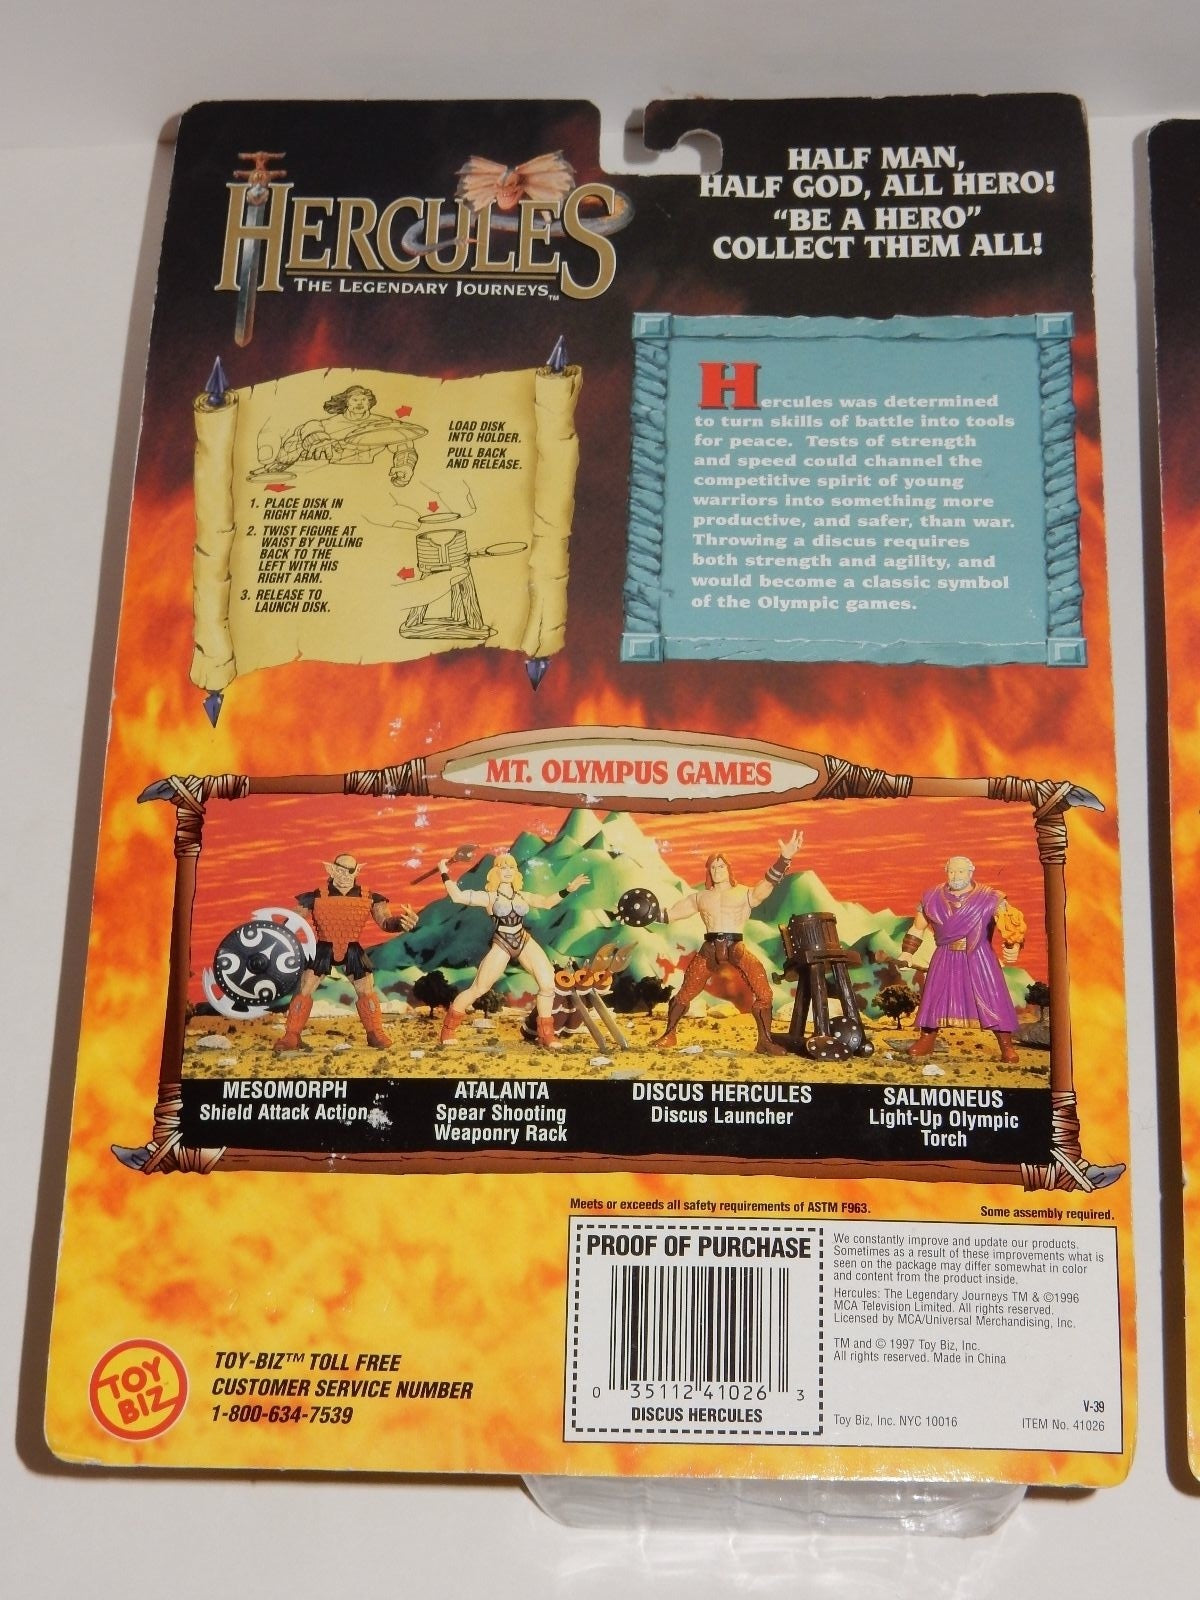 HERCULES
THE LEGENDARY JOURNEYS™
HALF MAN,
HALF GOD, ALL HERO!
"BE A HERO"
COLLECT THEM ALL!
LOAD DISK
INTO HOLDER.
PULL BACK
AND RELEASE.
1. PLACE DISK IN
RIGHT HAND.
2. TWIST FIGURE AT
WAIST BY PULLING
BACK TO THE
LEFT WITH HIS
RIGHT ARM.
3. RELEASE TO
LAUNCH DISK.
Hercules was determined
to turn skills of battle into tools
for peace. Tests of strength
and speed could channel the
competitive spirit of young
warriors into something more
productive, and safer, than war.
Throwing a discus requires
both strength and agility, and
would become a classic symbol
of the Olympic games.
MT. OLYMPUS GAMES
MESOMORPH
Shield Attack Action
ATALANTA
Spear Shooting
Weaponry Rack
DISCUS HERCULES
Discus Launcher
SALMONEUS
Light-Up Olympic
Torch
Meets or exceeds all safety requirements of ASTM F963.
Some assembly required.
PROOF OF PURCHASE
0 35112 41026 3
DISCUS HERCULES
We constantly improve and update our products.
Sometimes as a result of these improvements what is
seen on the package may differ somewhat in color
and content from the product inside.
Hercules: The Legendary Journeys TM & ©1996
MCA Television Limited. All rights reserved.
Licensed by MCA/Universal Merchandising, Inc.
TM and © 1997 Toy Biz, Inc.
All rights reserved. Made in China
V-39
Toy Biz, Inc. NYC 10016
ITEM No. 41026
TOY
BIZ
TOY-BIZ™ TOLL FREE
CUSTOMER SERVICE NUMBER
1-800-634-7539